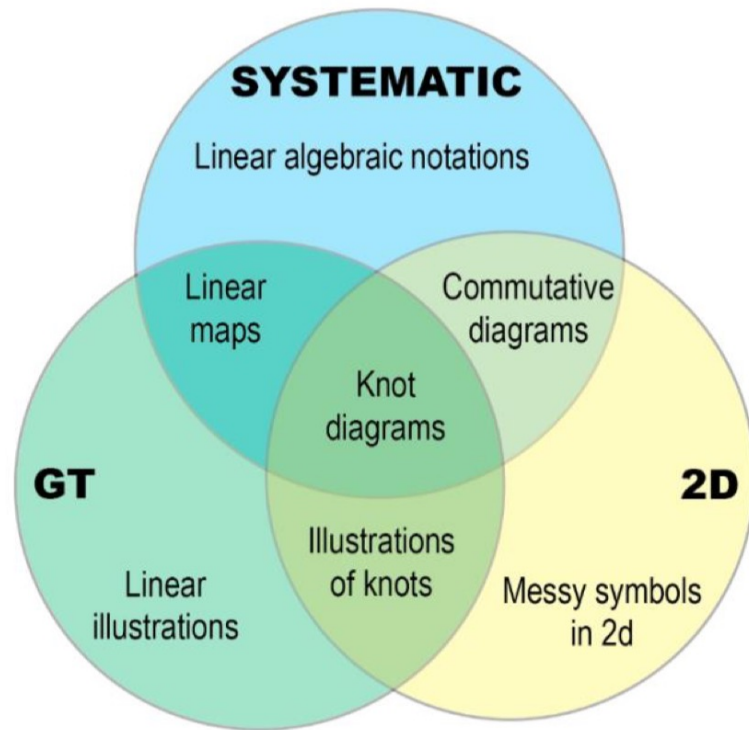 SYSTEMATIC
Linear algebraic notations
Linear
maps
Commutative
diagrams
Knot
diagrams
GT
2D
Illustrations
of knots
Linear
illustrations
Messy symbols
in 2d